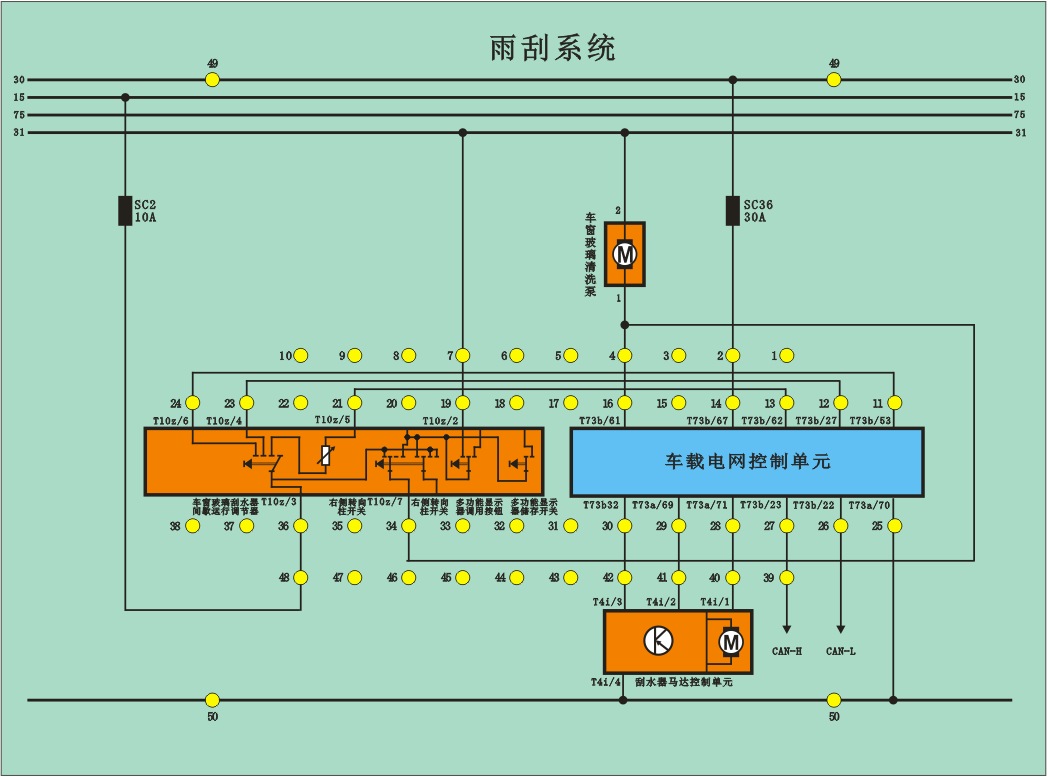 雨刮系统
49 49
30 30
15 15
75 75
31 31
SC2
10A
2
SC36
30A
车窗玻璃清洗泵
M
1
10 9 8 7 6 5 4 3 2 1
24 23 22 21 20 19 18 17 16 15 14 13 12 11
T10z/6 T10z/4 T10z/5 T10z/2 T73b/61 T73b/67 T73b/62 T73b/27 T73b/53
车载电网控制单元
车窗玻璃刮水器 T10z/3 右侧转向 T10z/7 右侧转向 多功能显示 多功能显示 T73b32 T73a/69 T73a/71 T73b/23 T73b/22 T73a/70
间歇运行调节器 柱开关 柱开关 器调用按钮 器储存开关
38 37 36 35 34 33 32 31 30 29 28 27 26 25
48 47 46 45 44 43 42 41 40 39
T4i/3 T4i/2 T4i/1
M
CAN-H CAN-L
T4i/4 刮水器马达控制单元
50 50